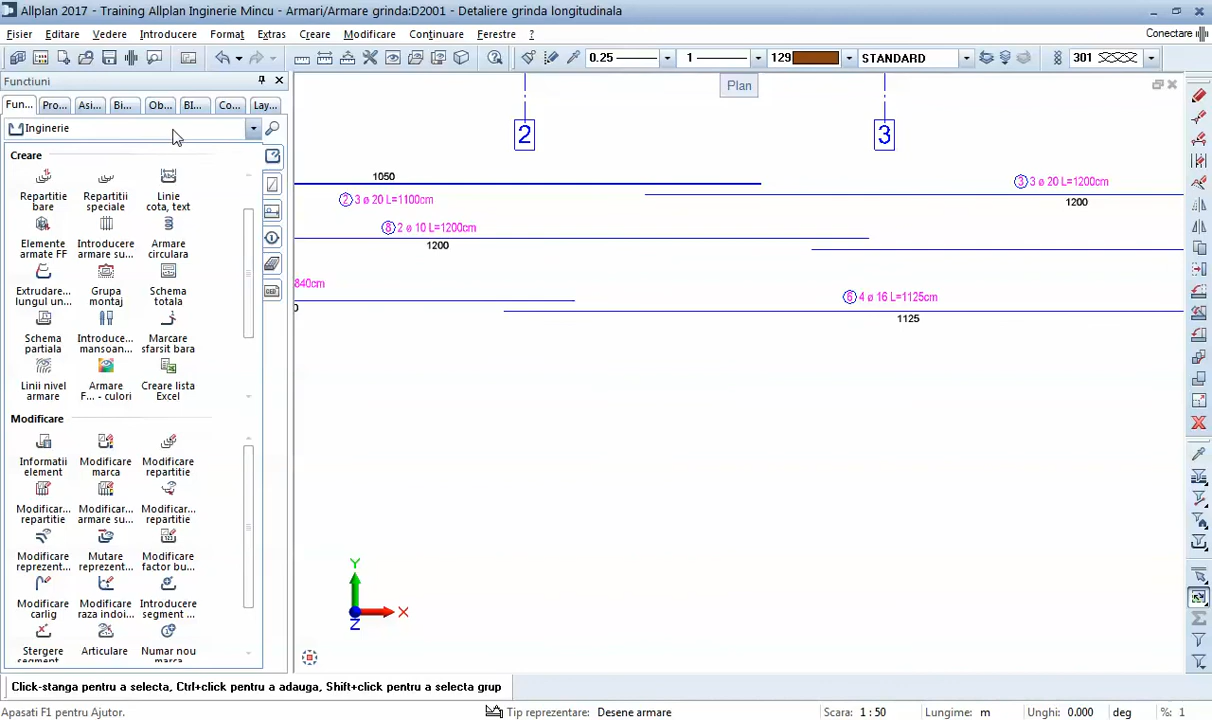 Allplan 2017 - Training Allplan Inginerie Mincu - Armari/Armare grinda:D2001 - Detaliere grinda longitudinala
Fisier Editare Vedere Introducere Format Extras Creare Modificare Continuare Ferestre ?
Conectare
0.25 1 129 STANDARD 301
Functiuni
Fun... Pro... Asi... Bi... Ob... BI... Co... Lay...
Inginerie
Creare
Repartitie bare
Repartitii speciale
Linie cota, text
Elemente armate FF
Introducere armare su...
Armare circulara
Extrudare... lungul un...
Grupa montaj
Schema totala
Schema partiala
Introduce... mansoan...
Marcare sfarsit bara
Linii nivel armare
Armare F... - culori
Creare lista Excel
Modificare
Informatii element
Modificare marca
Modificare repartitie
Modificar... repartitie
Modificar... armare su...
Modificare repartitie
Modificare reprezent...
Mutare reprezent...
Modificare factor bu...
Modificare carlig
Modificare raza indoi...
Introducere segment ...
Stergere segment...
Articulare
Numar nou marca
Plan
2
3
1050
2 3 ø 20 L=1100cm
3 3 ø 20 L=1200cm
1200
8 2 ø 10 L=1200cm
1200
840cm
0
6 4 ø 16 L=1125cm
1125
Y
X
Z
Click-stanga pentru a selecta, Ctrl+click pentru a adauga, Shift+click pentru a selecta grup
Apasati F1 pentru Ajutor.
Tip reprezentare: Desene armare
Scara: 1 : 50
Lungime: m
Unghi: 0.000 deg
%: 1